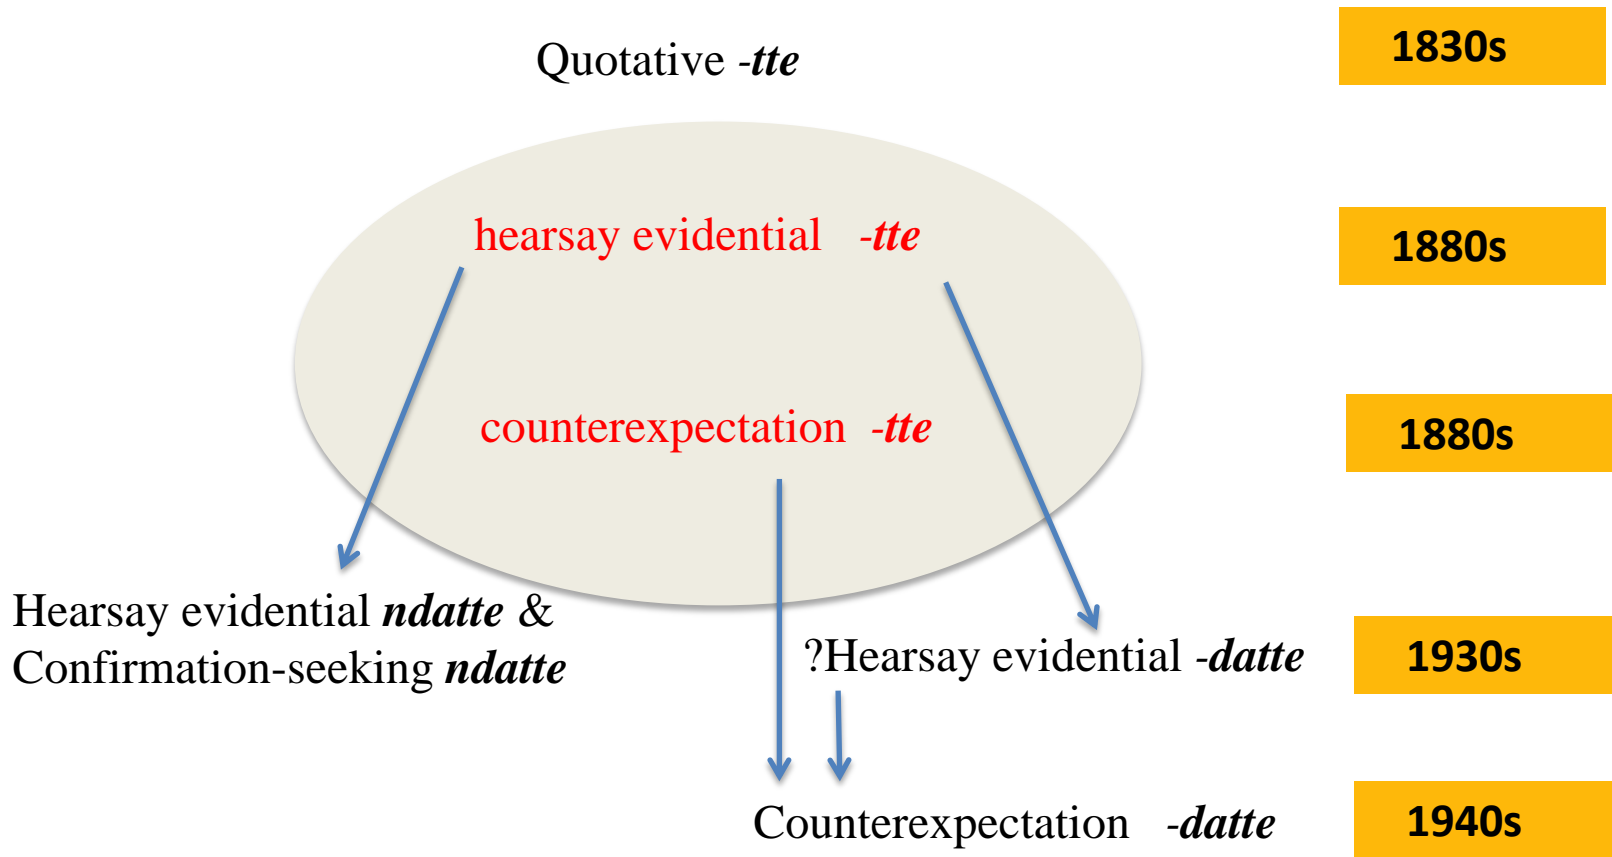 Quotative -tte
1830s
hearsay evidential -tte
1880s
counterexpectation -tte
1880s
Hearsay evidential ndatte &
Confirmation-seeking ndatte
?Hearsay evidential -datte
1930s
Counterexpectation -datte
1940s